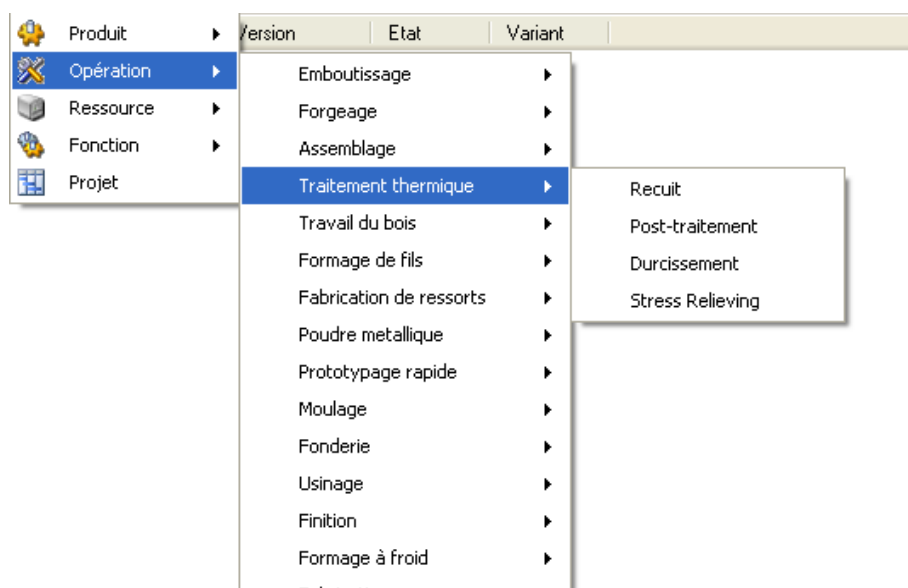 Produit
Version Etat Variant
Opération
Ressource
Fonction
Projet
Emboutissage
Forgeage
Assemblage
Traitement thermique
Travail du bois
Formage de fils
Fabrication de ressorts
Poudre metallique
Prototypage rapide
Moulage
Fonderie
Usinage
Finition
Formage à froid
Recuit
Post-traitement
Durcissement
Stress Relieving